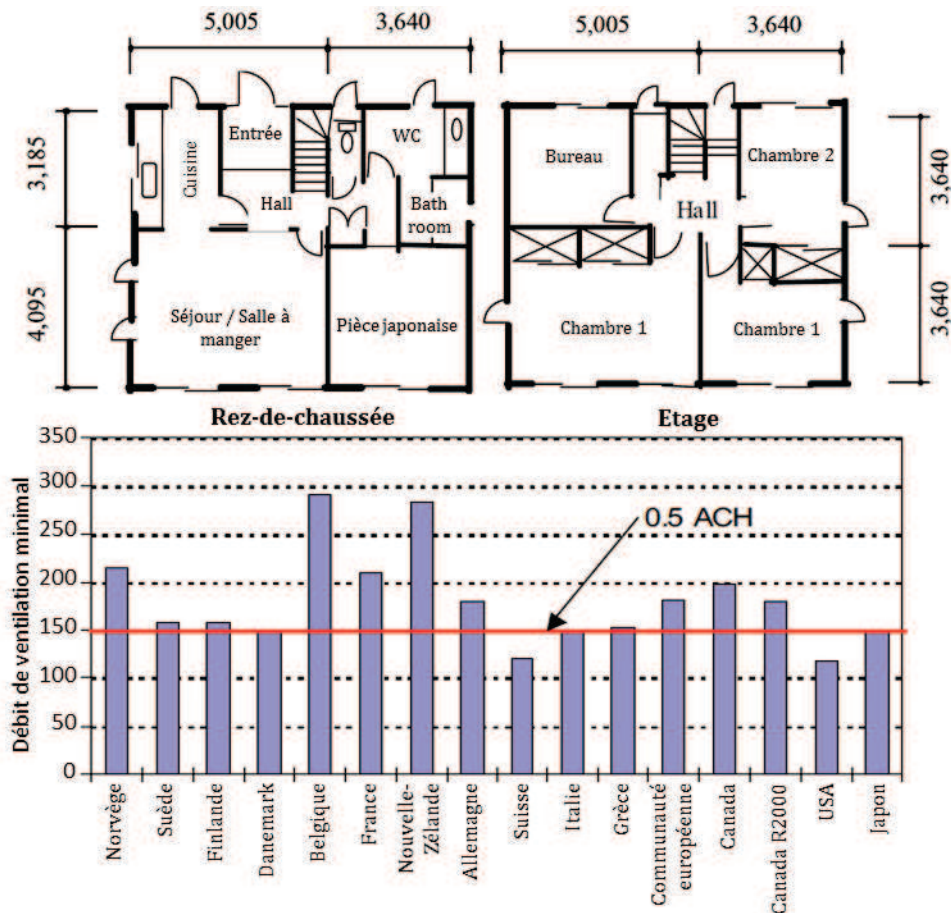 5,005
3,640
5,005
3,640
3,185
4,095
Cuisine
Entrée
Hall
WC
Bath
room
Séjour / Salle à
manger
Pièce japonaise
Bureau
Hall
Chambre 2
Chambre 1
Chambre 1
3,640
3,640
Rez-de-chaussée
Etage
Débit de ventilation minimal
350
300
250
200
150
100
50
0
0.5 ACH
Norvège
Suède
Finlande
Danemark
Belgique
France
Nouvelle-
Zélande
Allemagne
Suisse
Italie
Grèce
Communauté
européenne
Canada
Canada R2000
USA
Japon